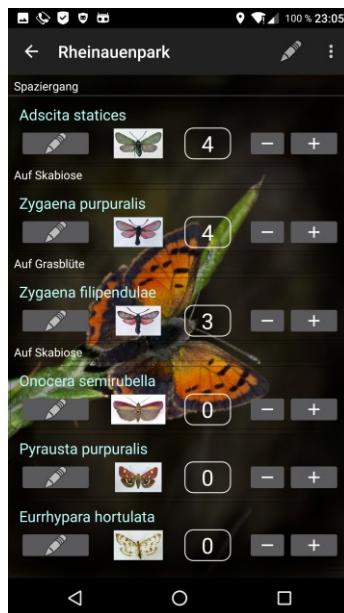 100 % 23:05
Rheinauenpark
Spaziergang
Adscita statices
4
Auf Skabiose
Zygaena purpuralis
4
Auf Grasblüte
Zygaena filipendulae
3
Auf Skabiose
Onocera semirubella
0
Pyrausta purpuralis
0
Eurrhypara hortulata
0